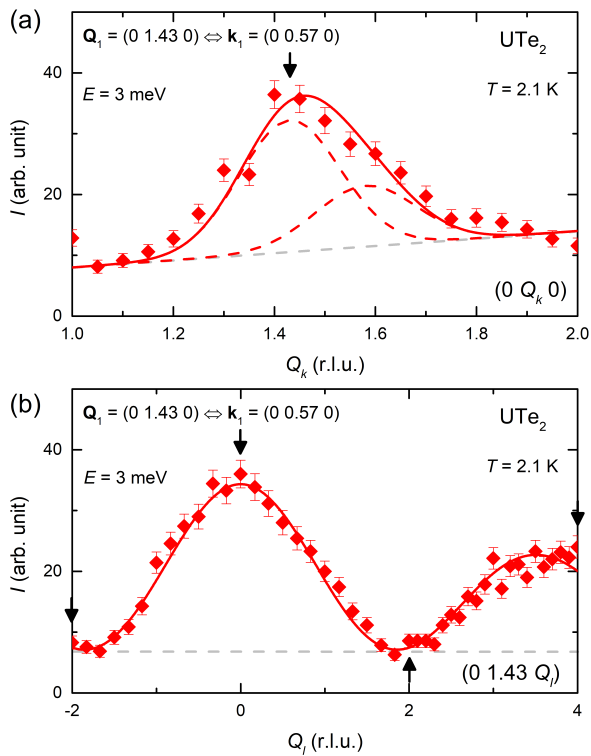 (a)
Q₁ = (0 1.43 0) ⇔ k₁ = (0 0.57 0)
UTe₂
E = 3 meV
T = 2.1 K
40
20
0
I (arb. unit)
(0 Qₖ 0)
1.0 1.2 1.4 1.6 1.8 2.0
Qₖ (r.l.u.)
(b)
Q₁ = (0 1.43 0) ⇔ k₁ = (0 0.57 0)
UTe₂
E = 3 meV
T = 2.1 K
40
20
0
I (arb. unit)
(0 1.43 Qₗ)
-2 0 2 4
Qₗ (r.l.u.)